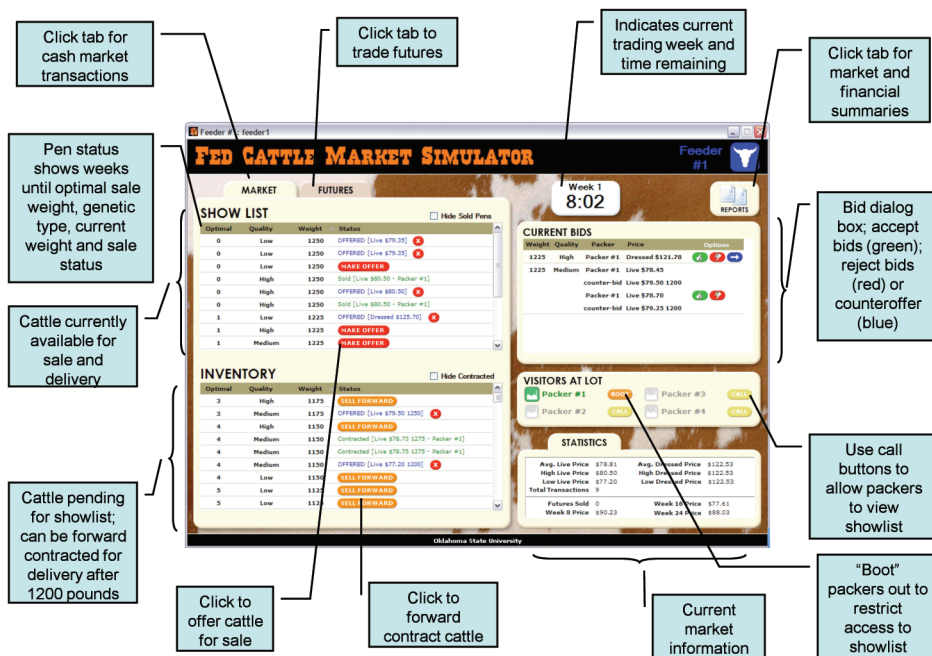 Click tab for
cash market
transactions
Click tab to
trade futures
Indicates current
trading week and
time remaining
Click tab for
market and
financial
summaries
Pen status
shows weeks
until optimal sale
weight, genetic
type, current
weight and sale
status
Cattle currently
available for
sale and
delivery
Cattle pending
for showlist;
can be forward
contracted for
delivery after
1200 pounds
Feeder #1: feeder1
FED CATTLE MARKET SIMULATOR
Feeder
#1
MARKET FUTURES
Week 1
8:02
REPORTS
SHOW LIST Hide Sold Pens
Optimal Quality Weight Status
0 Low 1250 OFFERED [Live $79.35] X
0 Low 1250 OFFERED [Live $79.35] X
0 Low 1250 MAKE OFFER
0 High 1250 Sold [Live $80.50 - Packer #1]
0 High 1250 OFFERED [Live $80.50] X
0 High 1250 Sold [Live $80.50 - Packer #1]
1 Low 1225 OFFERED [Dressed $125.70] X
1 High 1225 MAKE OFFER
1 Medium 1225 MAKE OFFER
INVENTORY Hide Contracted
Optimal Quality Weight Status
3 High 1175 SELL FORWARD
3 Medium 1175 OFFERED [Live $79.50 1250] X
4 High 1150 SELL FORWARD
4 Medium 1150 Contracted [Live $78.73 1275 - Packer #1]
4 Medium 1150 Contracted [Live $78.75 1275 - Packer #1]
4 Medium 1150 OFFERED [Live $77.20 1200] X
4 Low 1150 SELL FORWARD
5 Low 1125 SELL FORWARD
5 Low 1125 SELL FORWARD
CURRENT BIDS
Weight Quality Packer Price Options
1225 High Packer #1 Dressed $121.78
1225 Medium Packer #1 Live $78.45
counter-bid Live $79.50 1200
Packer #1 Live $78.70
counter-bid Live $79.25 1200
VISITORS AT LOT
Packer #1 BOOT Packer #3 CALL
Packer #2 CALL Packer #4 CALL
STATISTICS
Avg. Live Price $79.81 Avg. Dressed Price $122.53
High Live Price $80.50 High Dressed Price $122.53
Low Live Price $77.20 Low Dressed Price $122.53
Total Transactions 9
Futures Sold 0 Week 16 Price $77.61
Week 8 Price $90.23 Week 24 Price $88.03
Oklahoma State University
Bid dialog
box; accept
bids (green);
reject bids
(red) or
counteroffer
(blue)
Use call
buttons to
allow packers
to view
showlist
"Boot"
packers out to
restrict
access to
showlist
Click to
offer cattle
for sale
Click to
forward
contract cattle
Current
market
information